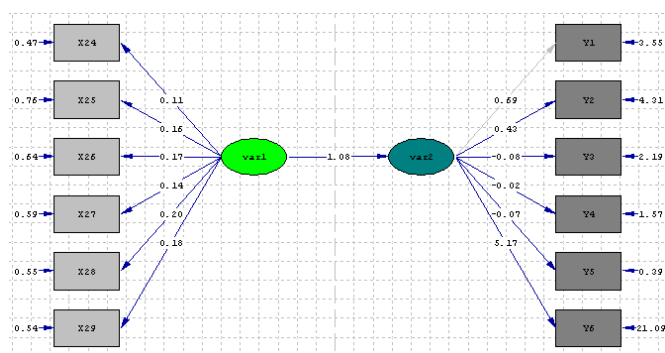 0.47 X24 Y1 3.55
0.11 0.69
0.76 X25 Y2 4.31
0.16 0.43
0.64 X26 0.17 var1 1.08 var2 -0.08 Y3 2.19
0.14 -0.02
0.59 X27 Y4 1.57
0.20 -0.07
0.18 5.17
0.55 X28 Y5 0.39
0.54 X29 Y6 21.09